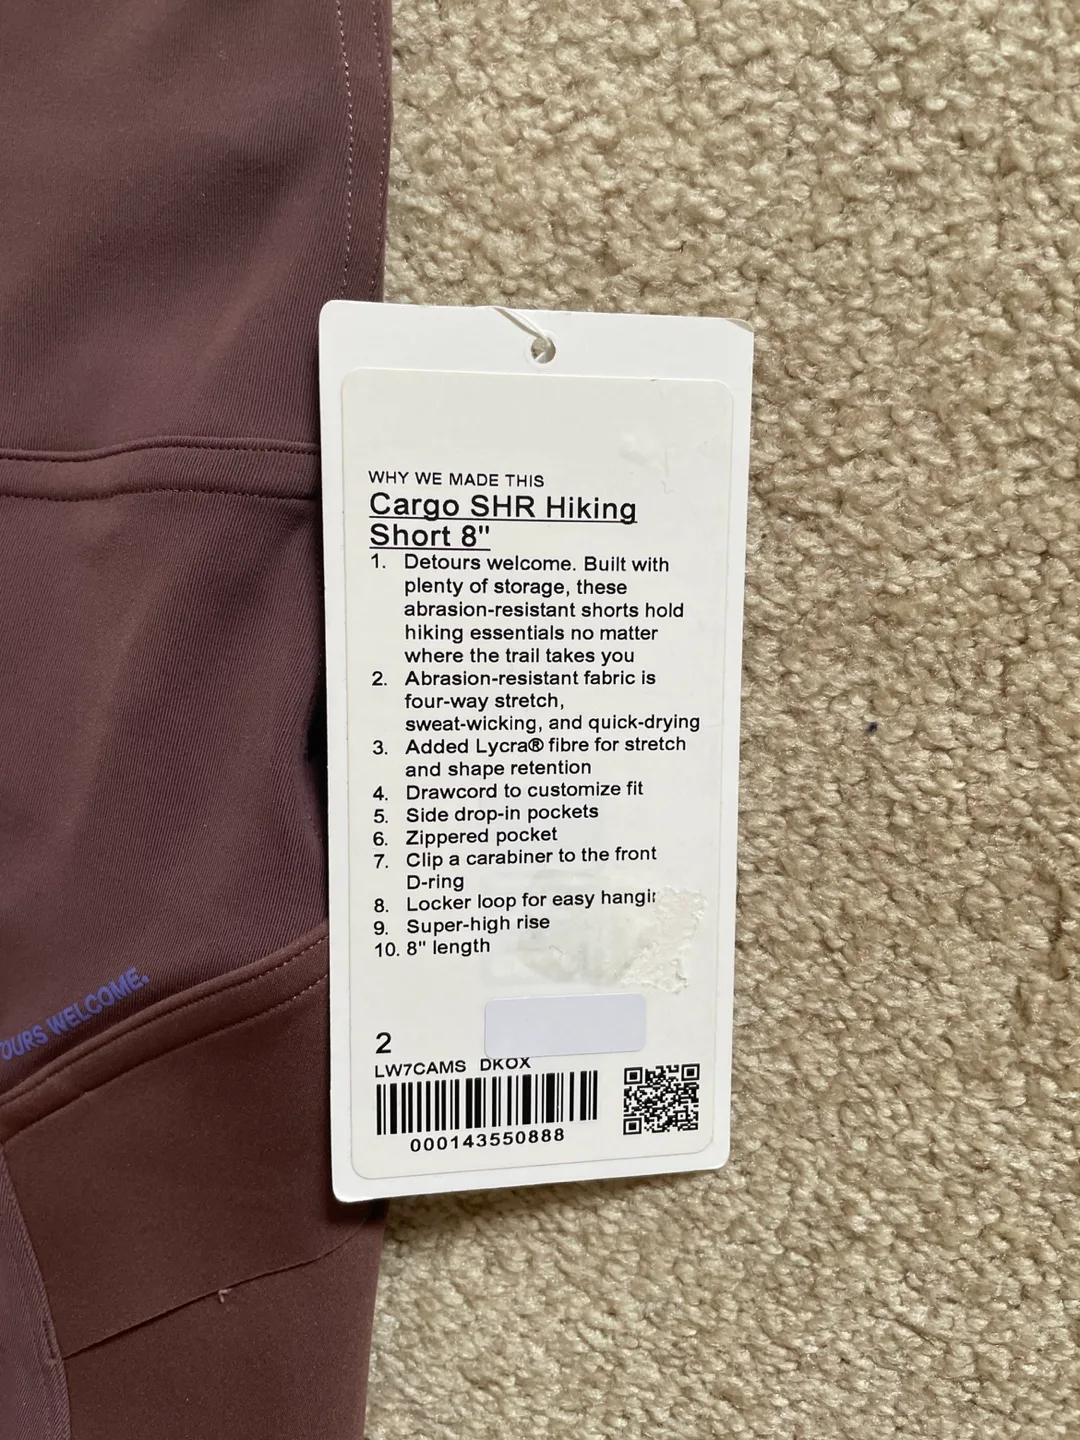 WHY WE MADE THIS
Cargo SHR Hiking
Short 8"
1. Detours welcome. Built with
plenty of storage, these
abrasion-resistant shorts hold
hiking essentials no matter
where the trail takes you
2. Abrasion-resistant fabric is
four-way stretch,
sweat-wicking, and quick-drying
3. Added Lycra® fibre for stretch
and shape retention
4. Drawcord to customize fit
5. Side drop-in pockets
6. Zippered pocket
7. Clip a carabiner to the front
D-ring
8. Locker loop for easy
9. Super-high rise
10. 8" length
2
LW7CAMS DKOX
000143550888
OURS WELCOME.